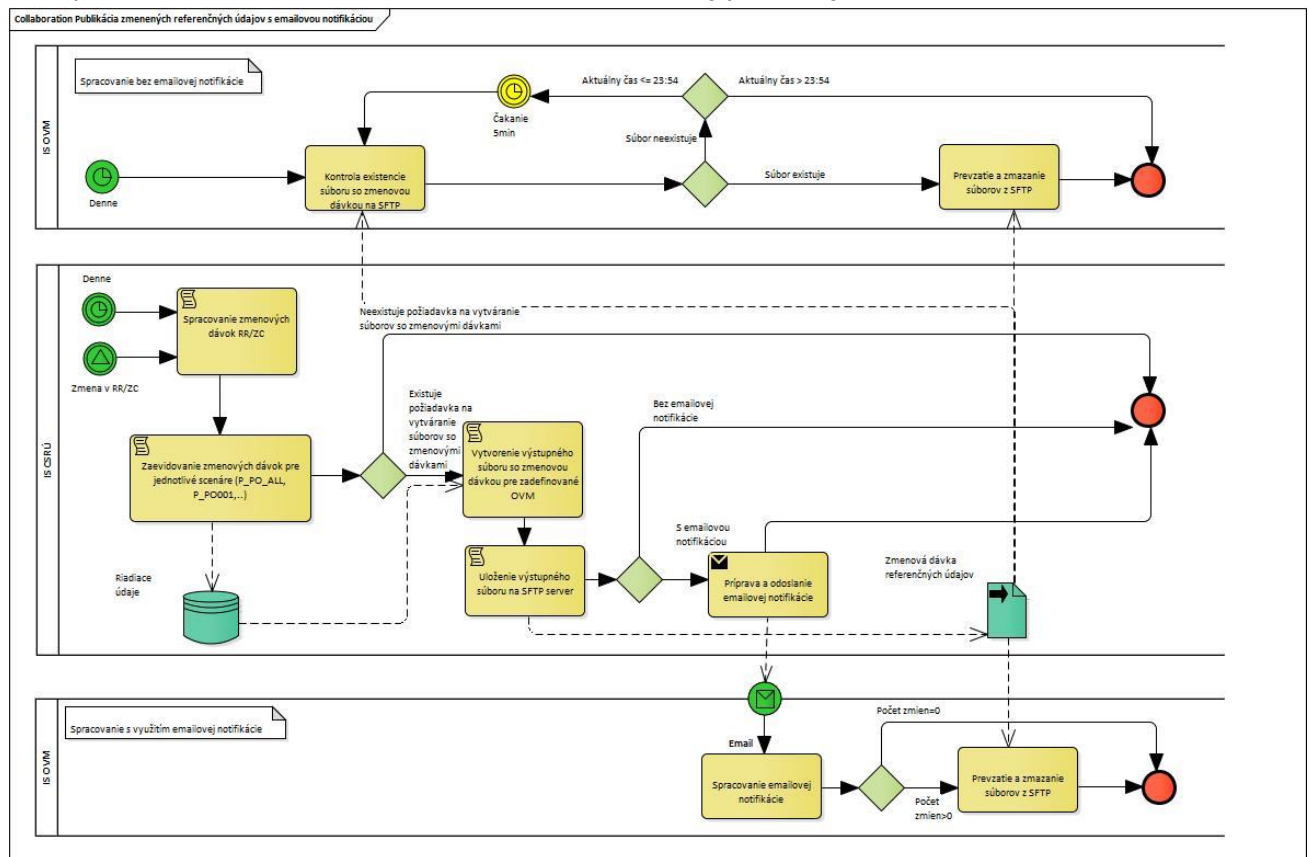 Collaboration Publikácia zmenených referenčných údajov s emailovou notifikáciou
IS OVM
Spracovanie bez emailovej notifikácie
Aktuálny čas <= 23:54
Aktuálny čas > 23:54
Čakanie
5min
Súbor neexistuje
Denne
Kontrola existencie
súboru so zmenovou
dávkou na SFTP
Súbor existuje
Prevzatie a zmazanie
súborov z SFTP
IS CSRÚ
Denne
Spracovanie zmenových
dávok RR/ZC
Zmena v RR/ZC
Neexistuje požiadavka na vytváranie
súborov so zmenovými dávkami
Zaevidovanie zmenových dávok pre
jednotlivé scenáre (P_PO_ALL,
P_PO001,..)
Existuje
požiadavka na
vytváranie
súborov so
zmenovými
dávkami
Vytvorenie výstupného
súboru so zmenovou
dávkou pre zadefinované
OVM
Bez emailovej
notifikácie
Uloženie výstupného
súboru na SFTP server
S emailovou
notifikáciou
Príprava a odoslanie
emailovej notifikácie
Zmenová dávka
referenčných údajov
Riadiace
údaje
IS OVM
Spracovanie s využitím emailovej notifikácie
Email
Spracovanie emailovej
notifikácie
Počet zmien=0
Počet
zmien>0
Prevzatie a zmazanie
súborov z SFTP